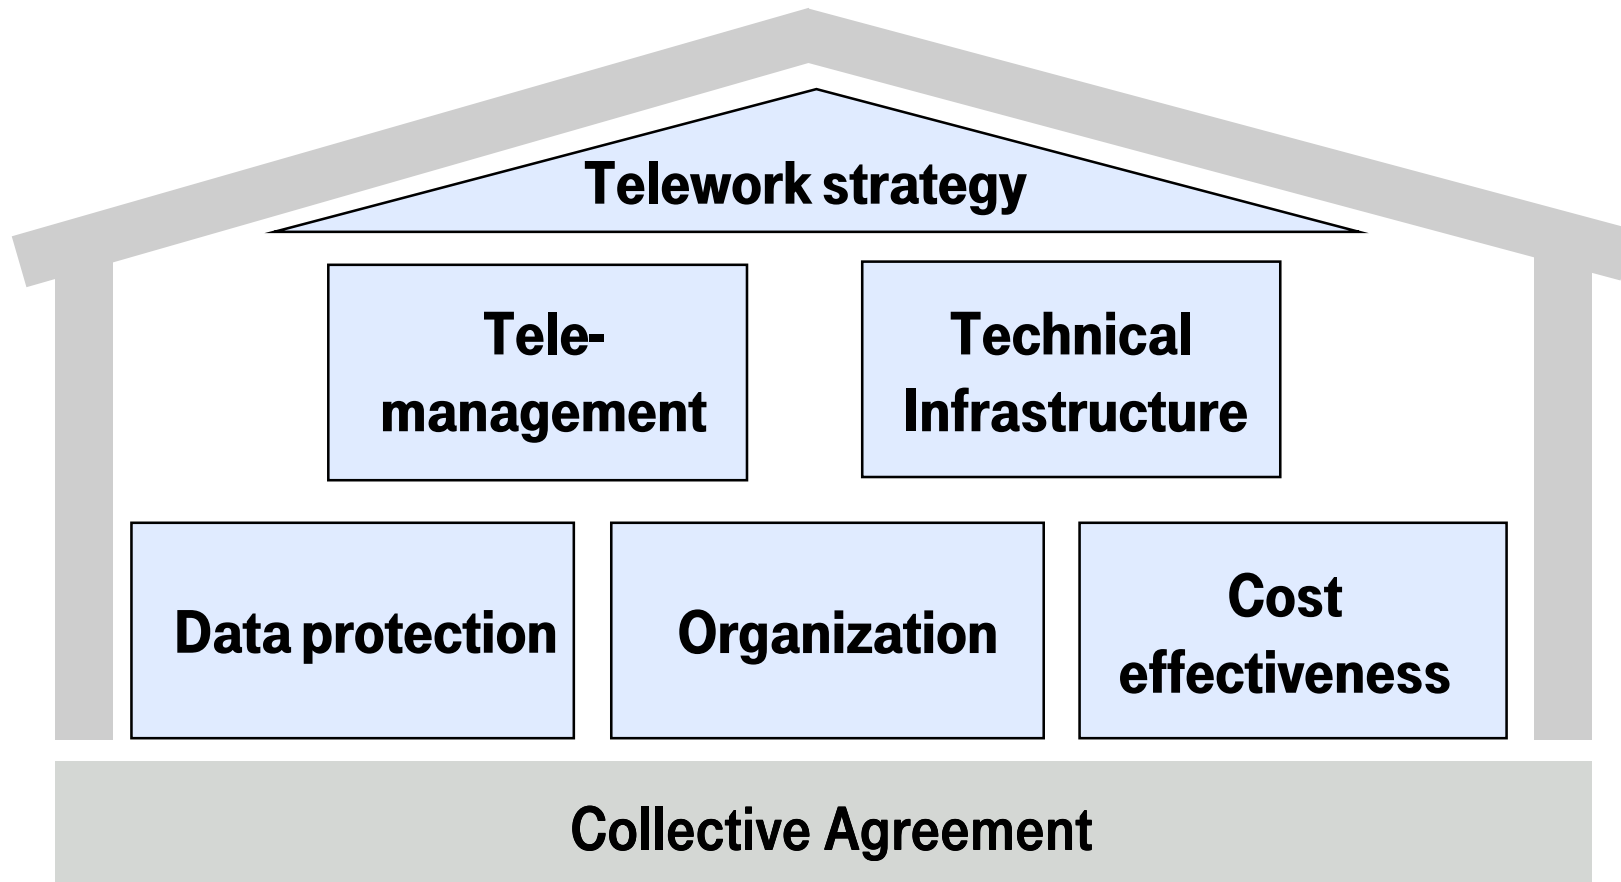 Telework strategy
Tele-
management
Technical
Infrastructure
Data protection
Organization
Cost
effectiveness
Collective Agreement